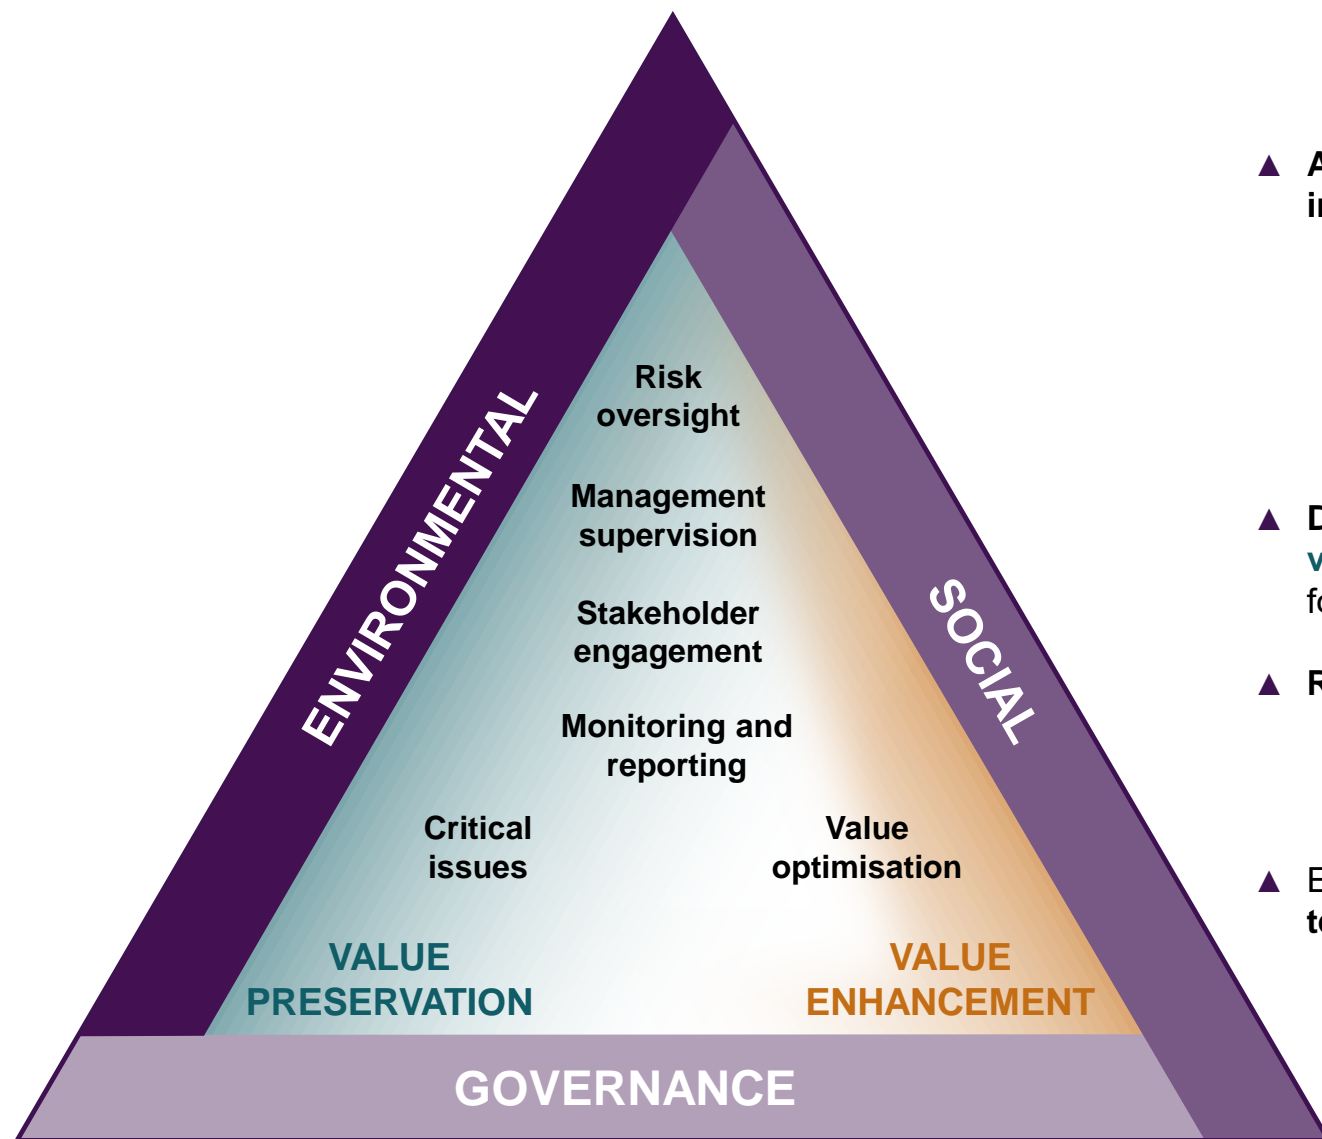 Risk
oversight
Management
supervision
Stakeholder
engagement
Monitoring and
reporting
Critical
issues
Value
optimisation
VALUE
PRESERVATION
VALUE
ENHANCEMENT
ENVIRONMENTAL
SOCIAL
GOVERNANCE